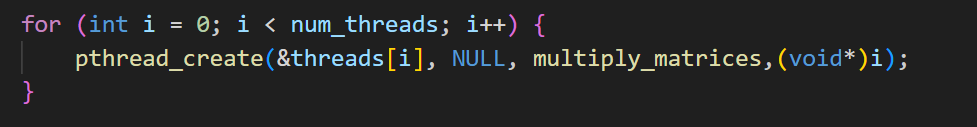 for (int i = 0; i < num_threads; i++) {
    pthread_create(&threads[i], NULL, multiply_matrices,(void*)i);
}